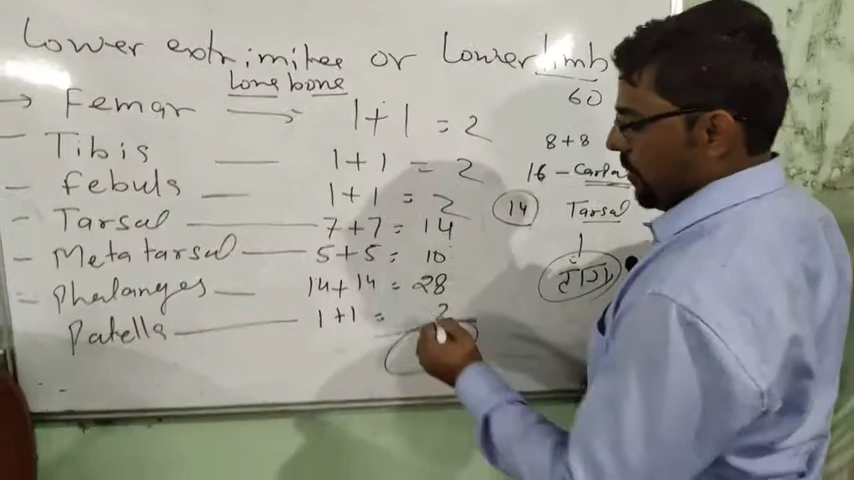 Lower extrimitee or Lower limb
Long bone
60
→ Femar → 1+1 = 2
- Tibis — 1+1 = 2
- febuls — 1+1 = 2
- Tarsal — 7+7 = 14
- Metatarsal — 5+5 = 10
- Phalanges — 14+14 = 28
Patella — 1+1 = 2
8+8
16 - Carpal
14 Tarsal